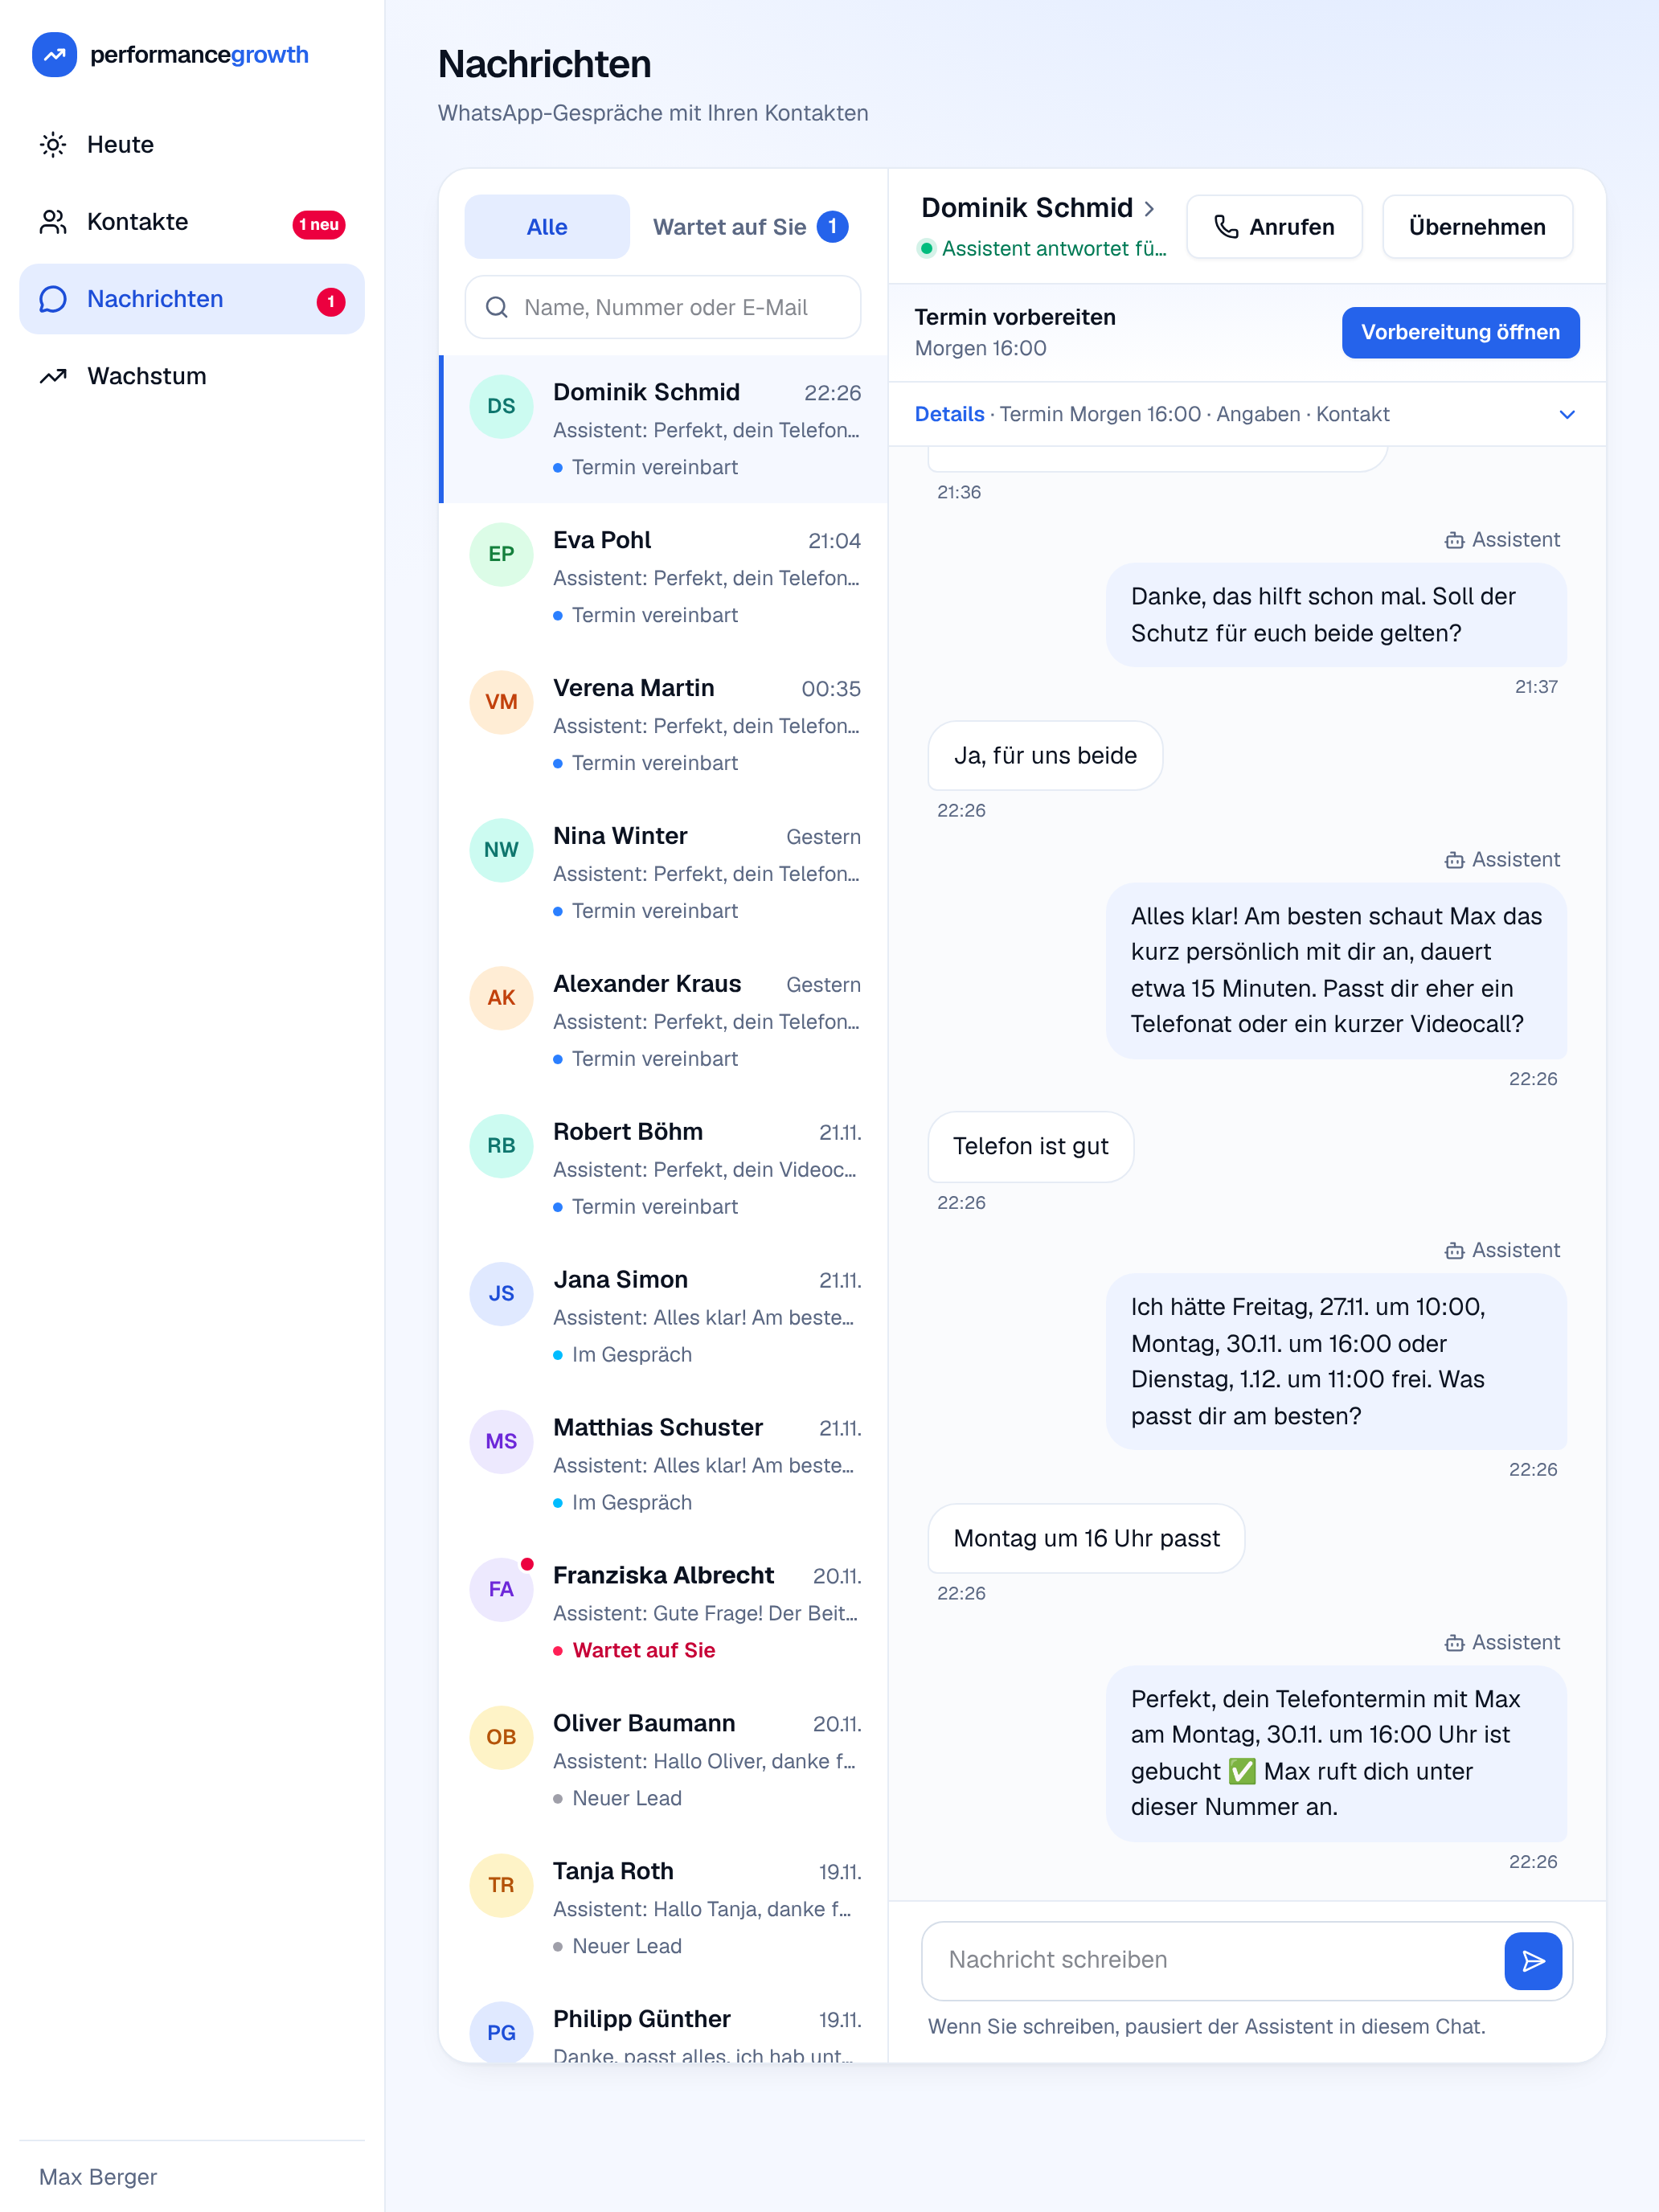 performancegrowth
Heute
Kontakte
1 neu
Nachrichten
1
Wachstum
Max Berger
Nachrichten
WhatsApp-Gespräche mit Ihren Kontakten
Alle
Wartet auf Sie 1
Name, Nummer oder E-Mail
DS
Dominik Schmid 22:26
Assistent: Perfekt, dein Telefon...
Termin vereinbart
EP
Eva Pohl 21:04
Assistent: Perfekt, dein Telefon...
Termin vereinbart
VM
Verena Martin 00:35
Assistent: Perfekt, dein Telefon...
Termin vereinbart
NW
Nina Winter Gestern
Assistent: Perfekt, dein Telefon...
Termin vereinbart
AK
Alexander Kraus Gestern
Assistent: Perfekt, dein Telefon...
Termin vereinbart
RB
Robert Böhm 21.11.
Assistent: Perfekt, dein Videoc...
Termin vereinbart
JS
Jana Simon 21.11.
Assistent: Alles klar! Am beste...
Im Gespräch
MS
Matthias Schuster 21.11.
Assistent: Alles klar! Am beste...
Im Gespräch
FA
Franziska Albrecht 20.11.
Assistent: Gute Frage! Der Beit...
Wartet auf Sie
OB
Oliver Baumann 20.11.
Assistent: Hallo Oliver, danke f...
Neuer Lead
TR
Tanja Roth 19.11.
Assistent: Hallo Tanja, danke f...
Neuer Lead
PG
Philipp Günther 19.11.
Danke, passt alles, ich hab unt...
Dominik Schmid
Assistent antwortet fü...
Anrufen
Übernehmen
Termin vorbereiten
Morgen 16:00
Vorbereitung öffnen
Details · Termin Morgen 16:00 · Angaben · Kontakt
21:36
Assistent
Danke, das hilft schon mal. Soll der
Schutz für euch beide gelten?
21:37
Ja, für uns beide
22:26
Assistent
Alles klar! Am besten schaut Max das
kurz persönlich mit dir an, dauert
etwa 15 Minuten. Passt dir eher ein
Telefonat oder ein kurzer Videocall?
22:26
Telefon ist gut
22:26
Assistent
Ich hätte Freitag, 27.11. um 10:00,
Montag, 30.11. um 16:00 oder
Dienstag, 1.12. um 11:00 frei. Was
passt dir am besten?
22:26
Montag um 16 Uhr passt
22:26
Assistent
Perfekt, dein Telefontermin mit Max
am Montag, 30.11. um 16:00 Uhr ist
gebucht ✅ Max ruft dich unter
dieser Nummer an.
22:26
Nachricht schreiben
Wenn Sie schreiben, pausiert der Assistent in diesem Chat.